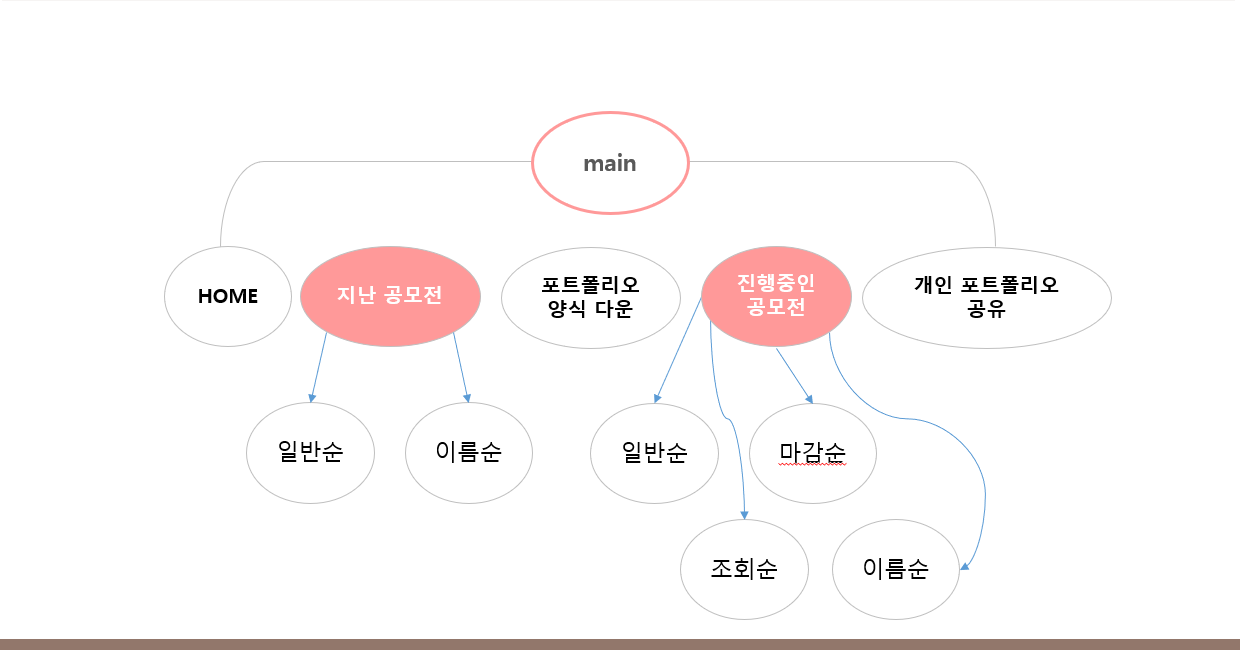 main
HOME
지난 공모전
포트폴리오
양식 다운
진행중인
공모전
개인 포트폴리오
공유
일반순
이름순
일반순
마감순
조회순
이름순